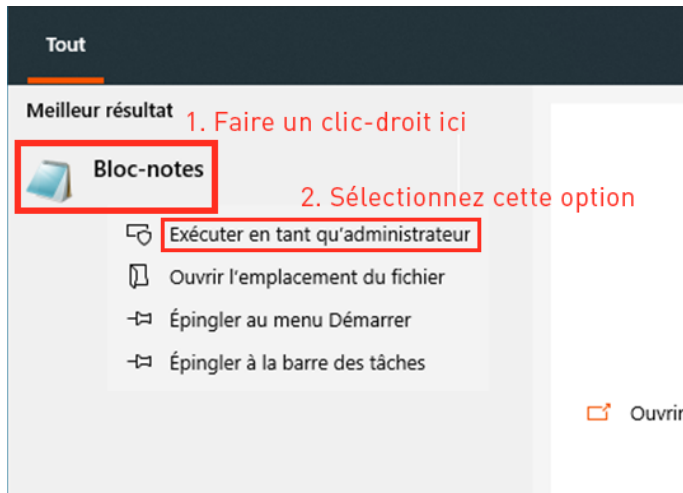 Tout
Meilleur résultat
1. Faire un clic-droit ici
Bloc-notes
2. Sélectionnez cette option
Exécuter en tant qu'administrateur
Ouvrir l'emplacement du fichier
Épingler au menu Démarrer
Épingler à la barre des tâches
Ouvrir